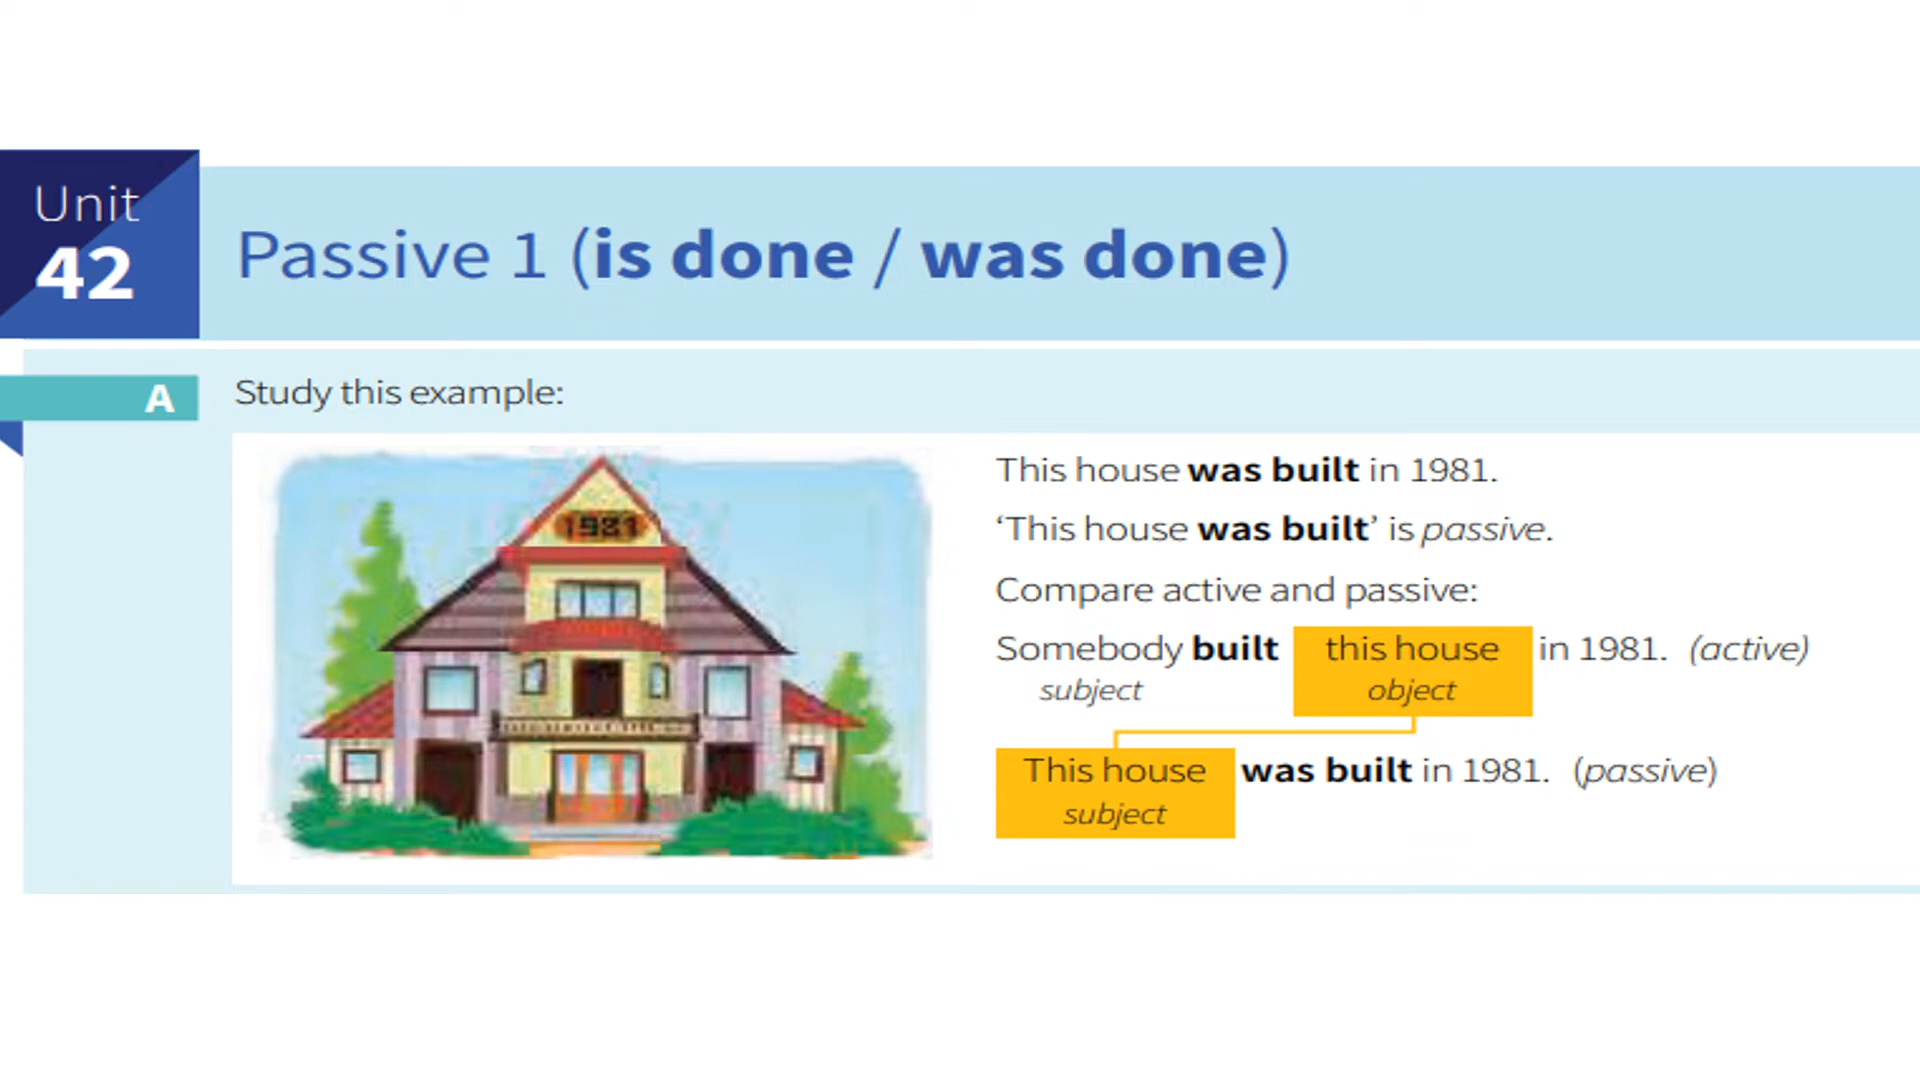 Unit
42
Passive 1 (is done / was done)
A
Study this example:
1981
This house was built in 1981.
‘This house was built’ is passive.
Compare active and passive:
Somebody built this house in 1981. (active)
subject object
This house was built in 1981. (passive)
subject